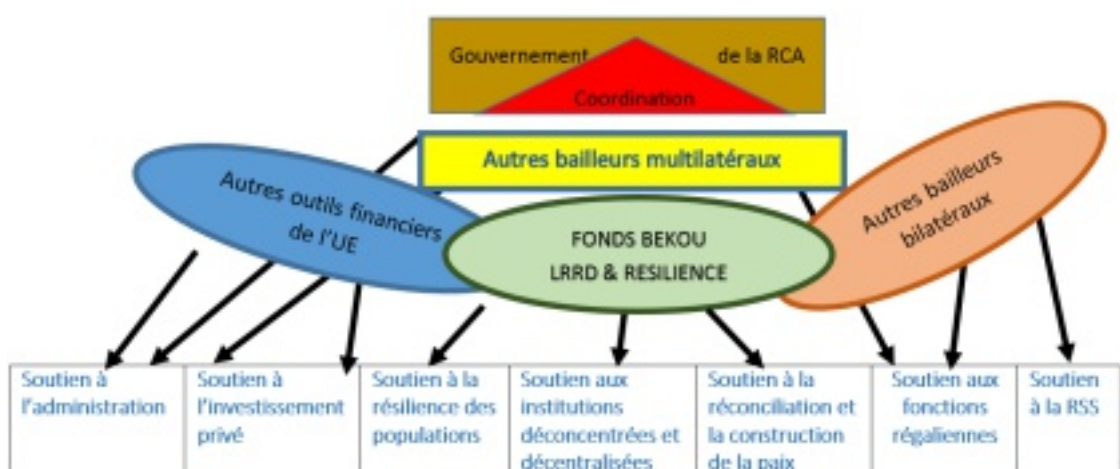 Gouvernement de la RCA
Coordination
Autres bailleurs multilatéraux
Autres outils financiers
de l'UE
FONDS BEKOU
LRRD & RESILIENCE
Autres bailleurs
bilatéraux
Soutien à
l'administration
Soutien à
l'investissement
privé
Soutien à la
résilience des
populations
Soutien aux
institutions
déconcentrées et
décentralisées
Soutien à la
réconciliation et
la construction
de la paix
Soutien aux
fonctions
régaliennes
Soutien
à la RSS